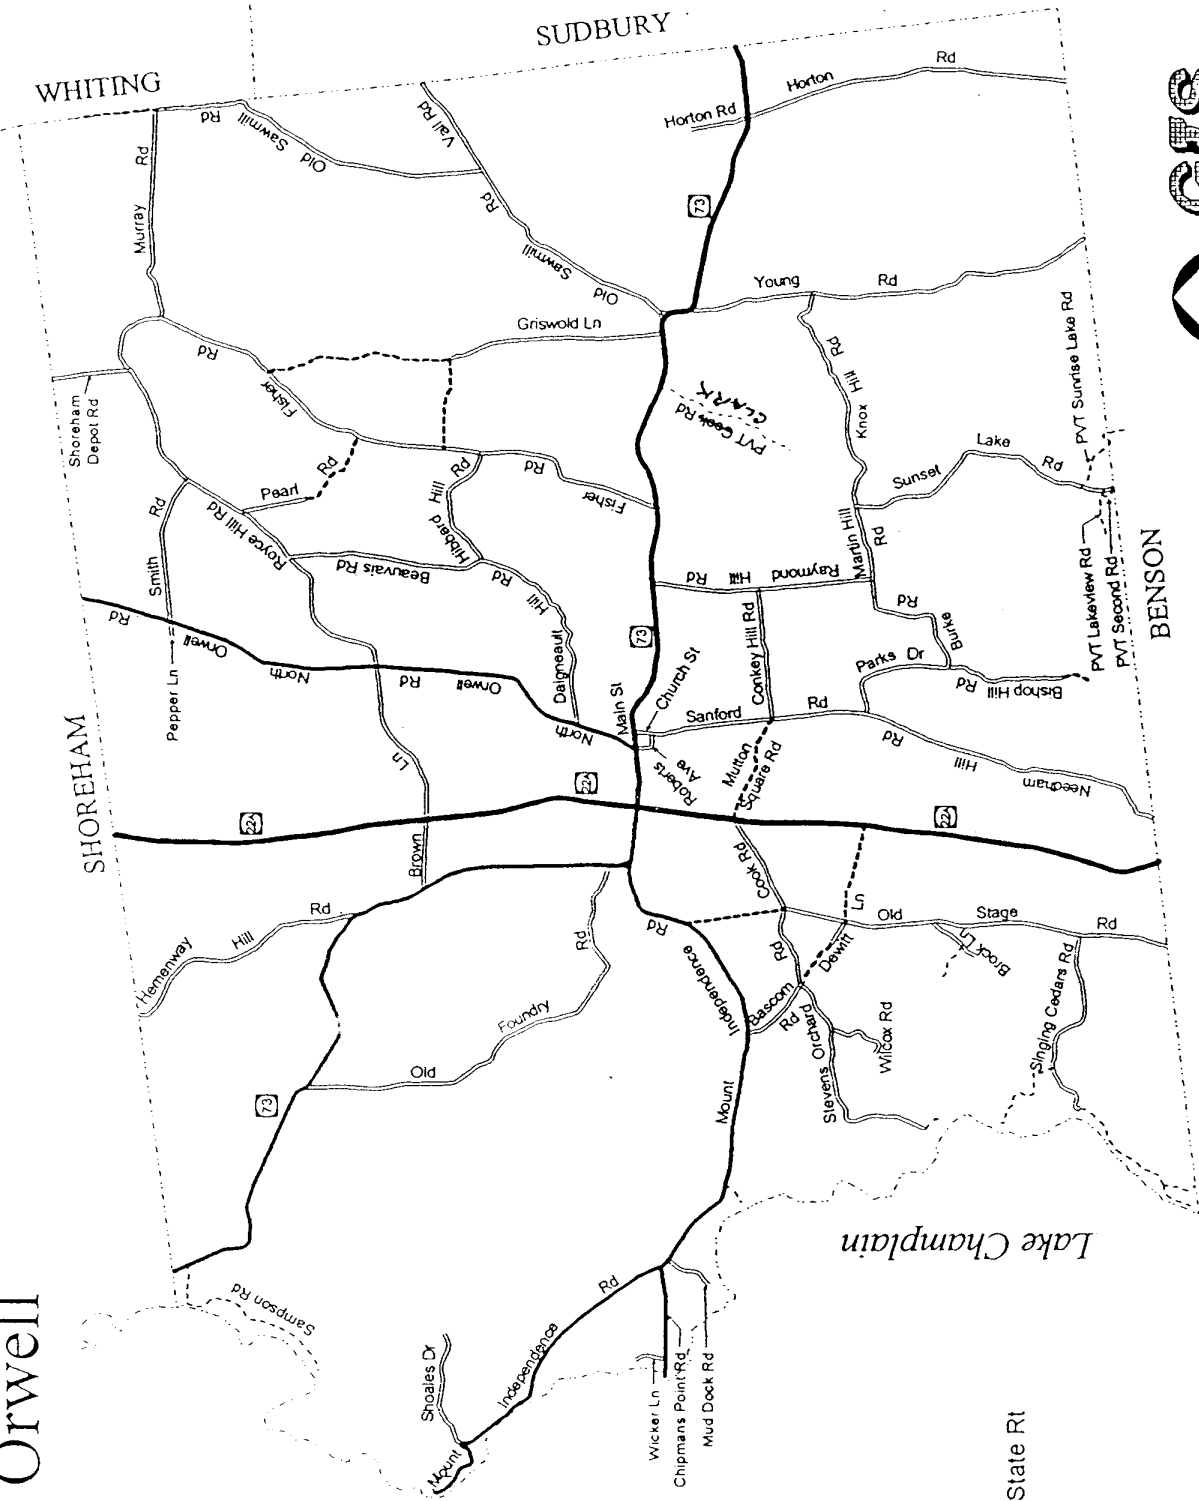 Orwell
WHITING
SUDBURY
SHOREHAM
BENSON
Lake Champlain
State Rt
GHS
Murray Rd
Old Sawmill Rd
Vail Rd
Old Sawmill Rd
Horton Rd
Horton Rd
73
Griswold Ln
Young Rd
Shoreham
Depot Rd
Fisher Rd
Pearl Rd
Hibbard Hill Rd
Fisher Rd
PVT Cook Rd
CLARK
Knox Hill Rd
Sunset Lake Rd
PVT Sunrise Lake Rd
PVT Lakeview Rd
PVT Second Rd
Smith Rd
Royce Hill Rd
Beauvais Rd
Daigneault Hill Rd
Raymond Hill Rd
Martin Hill Rd
Burke Rd
Conkey Hill Rd
Parks Dr
Bishop Hill Rd
73
Pepper Ln
North Orwell Rd
North Orwell Rd
North
Main St
Church St
Roberts
Ave
Sanford Rd
Mutton
Square Rd
Needham Hill Rd
22A
22A
22A
Brown Ln
Cook Rd
Hemenway Hill Rd
Old Foundry Rd
73
Mount Independence Rd
Bascom Rd
Rd
Dewitt Ln
Old Stage Rd
Brock Ln
Singing Cedars Rd
Stevens Orchard
Wilcox Rd
Sampson Rd
Shoales Dr
Mount Independence Rd
Wicker Ln
Chipmans Point Rd
Mud Dock Rd